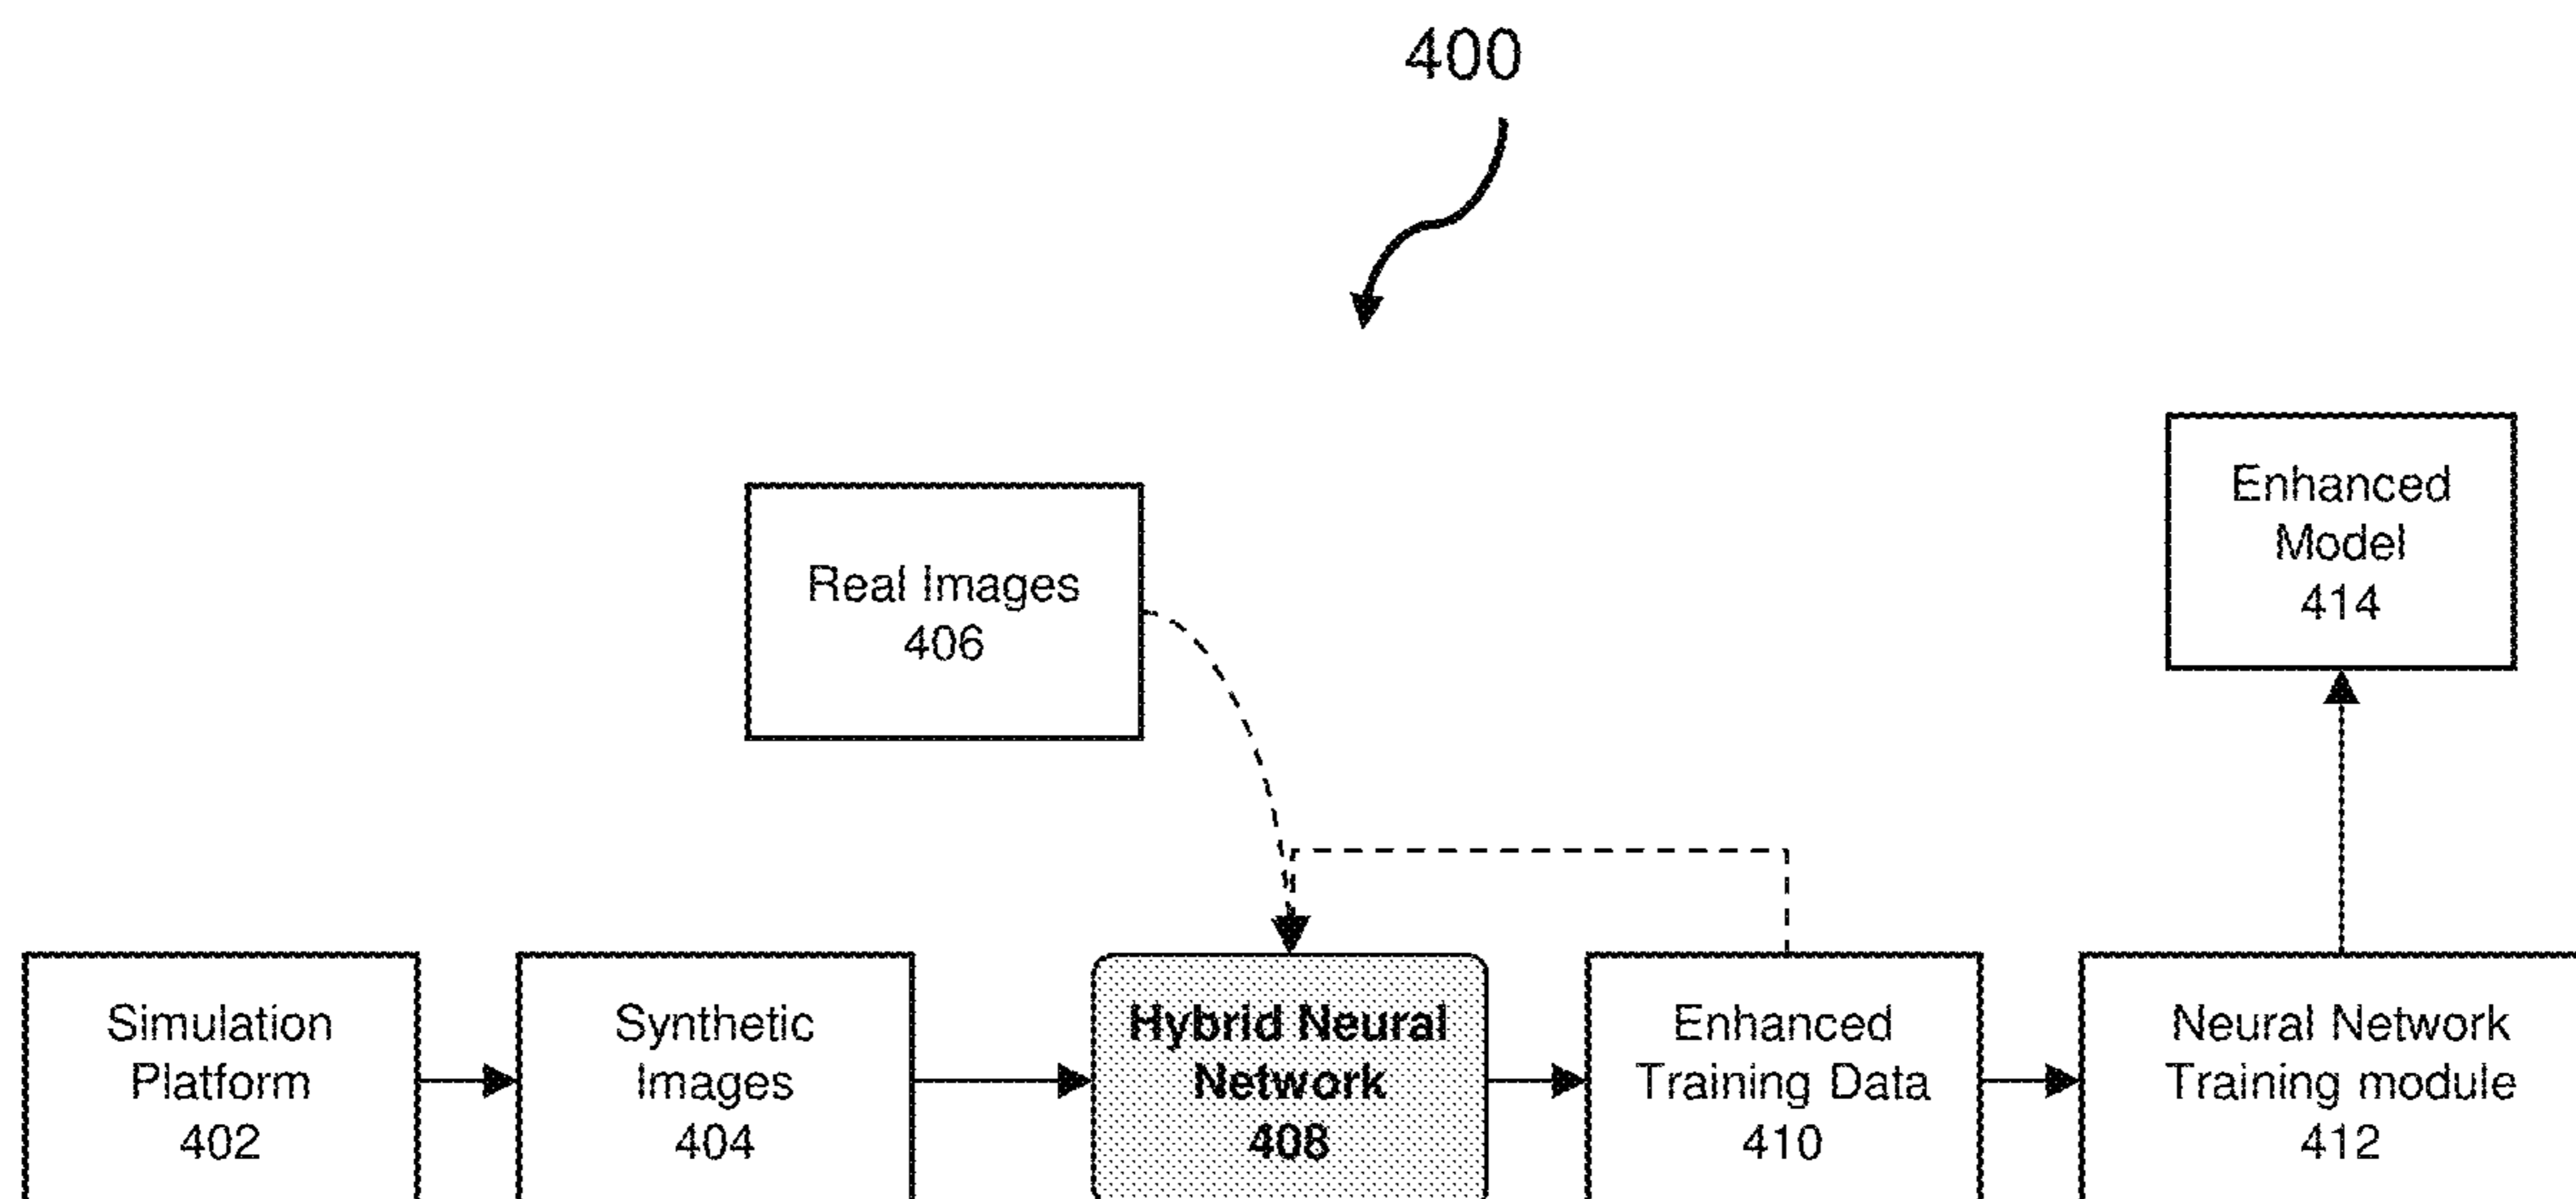 400
Enhanced
Model
414
Real Images
406
Simulation
Platform
402
Synthetic
Images
404
Hybrid Neural
Network
408
Enhanced
Training Data
410
Neural Network
Training module
412